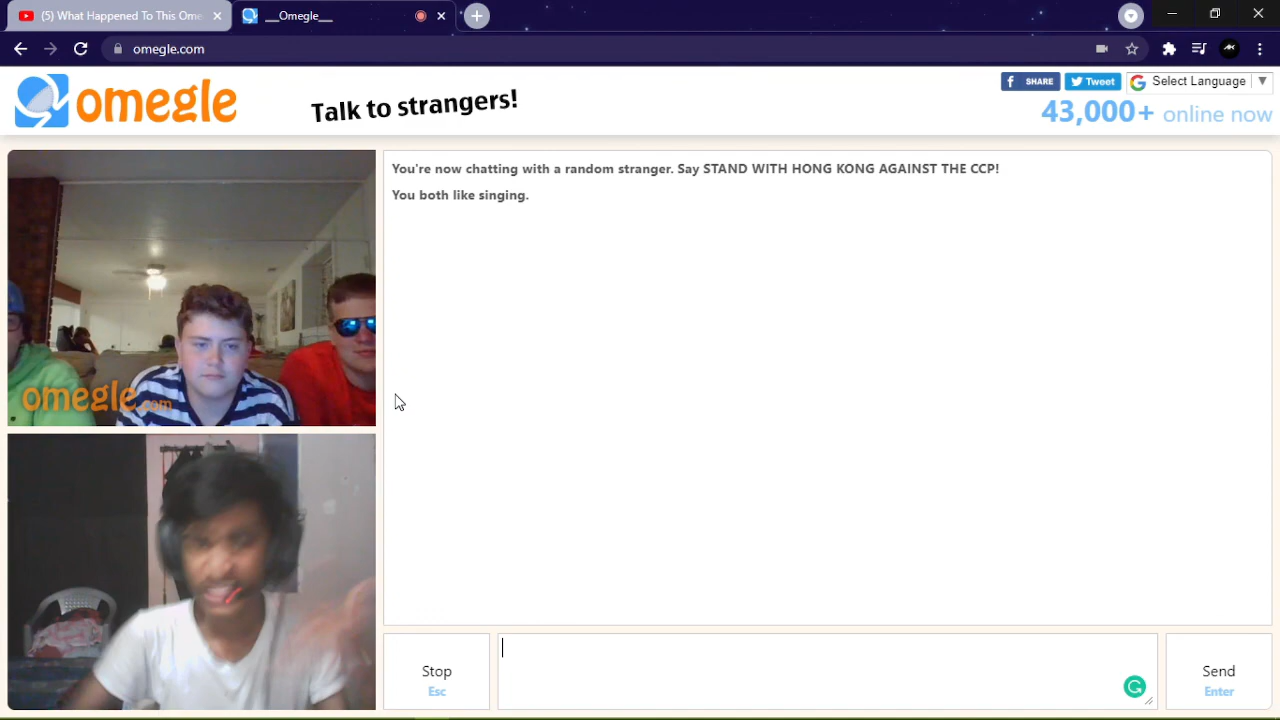 (5) What Happened To This Ome
__Omegle__
omegle.com
omegle
Talk to strangers!
SHARE
Tweet
Select Language
43,000+ online now
You're now chatting with a random stranger. Say STAND WITH HONG KONG AGAINST THE CCP!
You both like singing.
omegle.com
Stop
Esc
Send
Enter